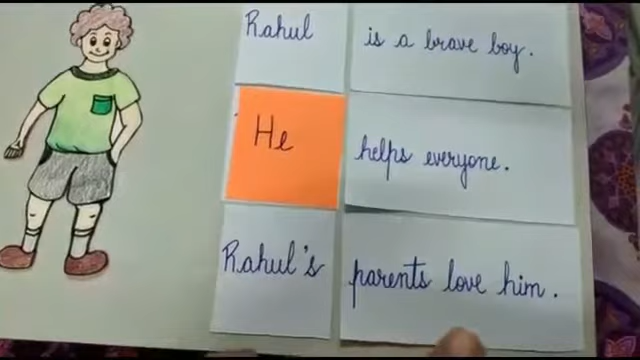 Rahul is a brave boy.
He helps everyone.
Rahul's parents love him.